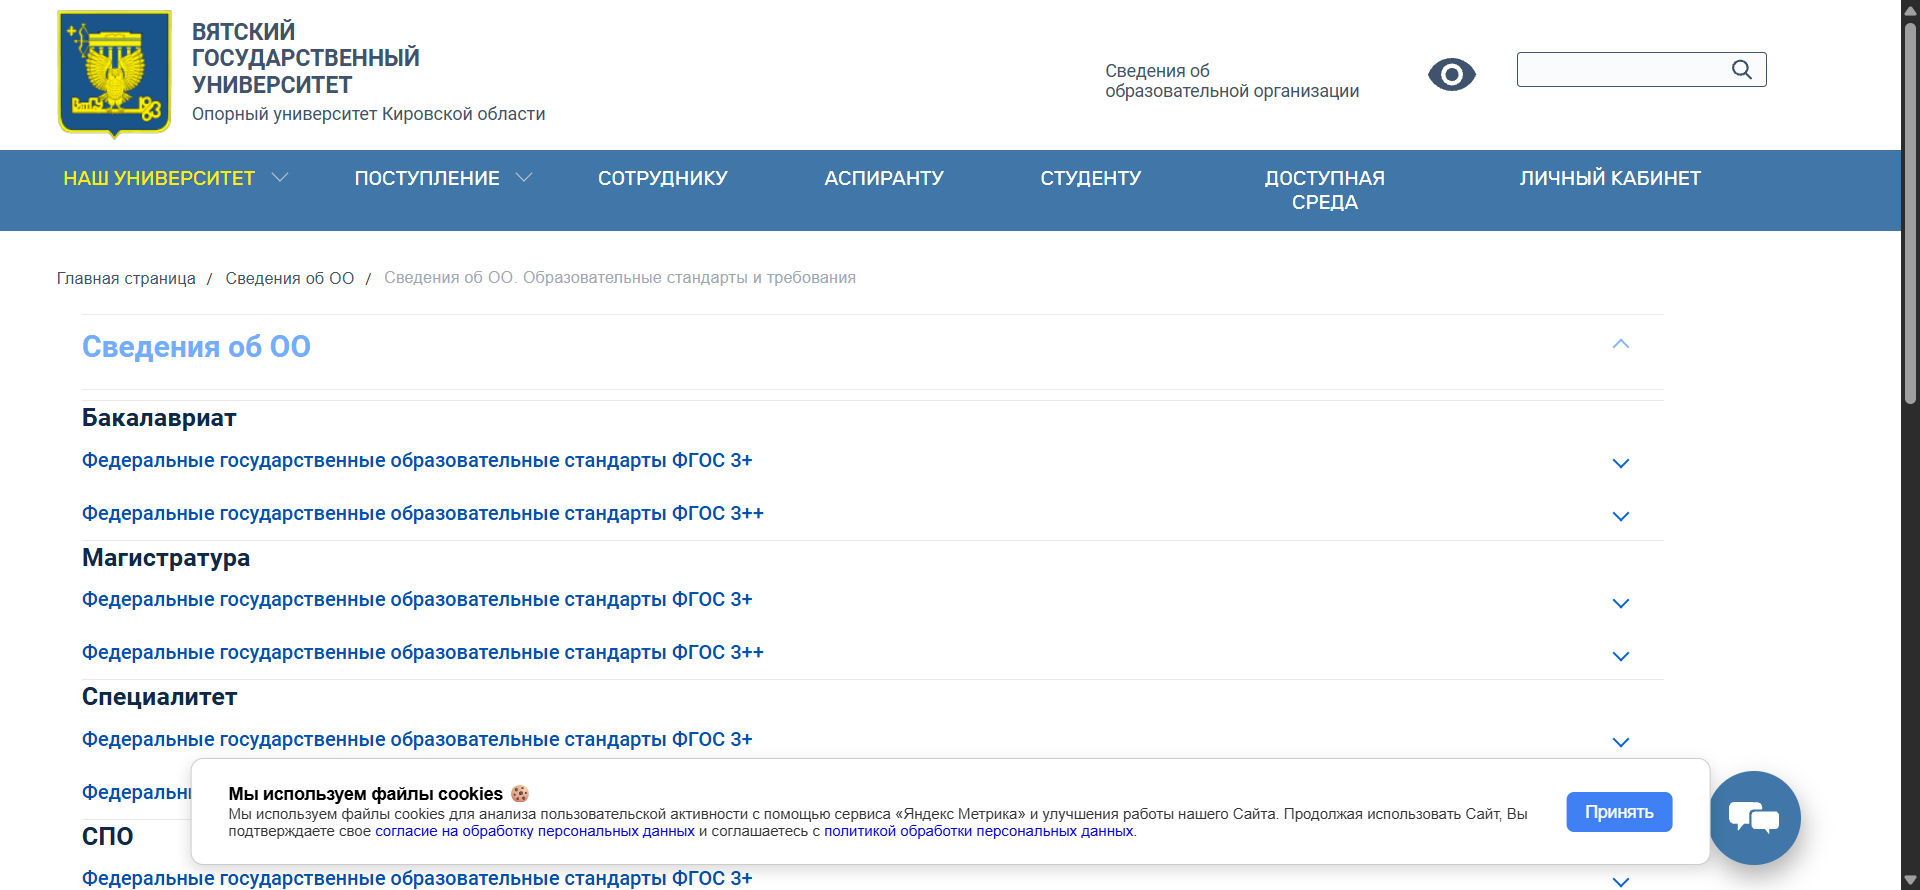 ВЯТСКИЙ
ГОСУДАРСТВЕННЫЙ
УНИВЕРСИТЕТ
Опорный университет Кировской области
ВятГУ 1963
Сведения об
образовательной организации
НАШ УНИВЕРСИТЕТ
ПОСТУПЛЕНИЕ
СОТРУДНИКУ
АСПИРАНТУ
СТУДЕНТУ
ДОСТУПНАЯ
СРЕДА
ЛИЧНЫЙ КАБИНЕТ
Главная страница / Сведения об ОО / Сведения об ОО. Образовательные стандарты и требования
Сведения об ОО
Бакалавриат
Федеральные государственные образовательные стандарты ФГОС 3+
Федеральные государственные образовательные стандарты ФГОС 3++
Магистратура
Федеральные государственные образовательные стандарты ФГОС 3+
Федеральные государственные образовательные стандарты ФГОС 3++
Специалитет
Федеральные государственные образовательные стандарты ФГОС 3+
Федеральн
СПО
Федеральные государственные образовательные стандарты ФГОС 3+
Мы используем файлы cookies 🍪
Мы используем файлы cookies для анализа пользовательской активности с помощью сервиса «Яндекс Метрика» и улучшения работы нашего Сайта. Продолжая использовать Сайт, Вы
подтверждаете свое согласие на обработку персональных данных и соглашаетесь с политикой обработки персональных данных.
Принять